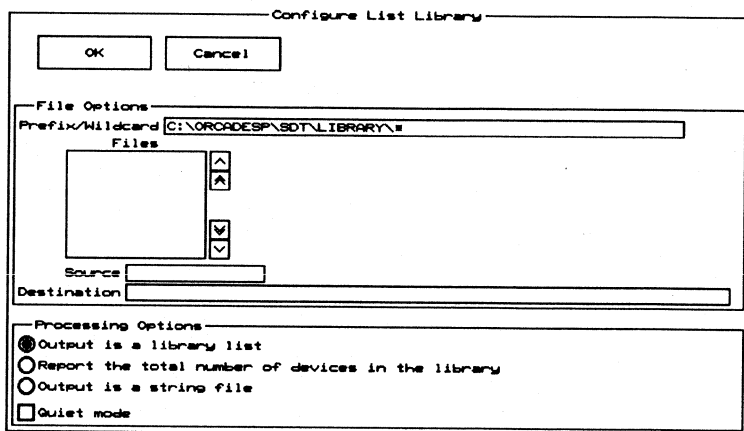 Configure List Library
OK Cancel
File Options
Prefix/Wildcard C:\ORCADESP\SDT\LIBRARY\*
Files
Source
Destination
Processing Options
Output is a library list
Report the total number of devices in the library
Output is a string file
Quiet mode